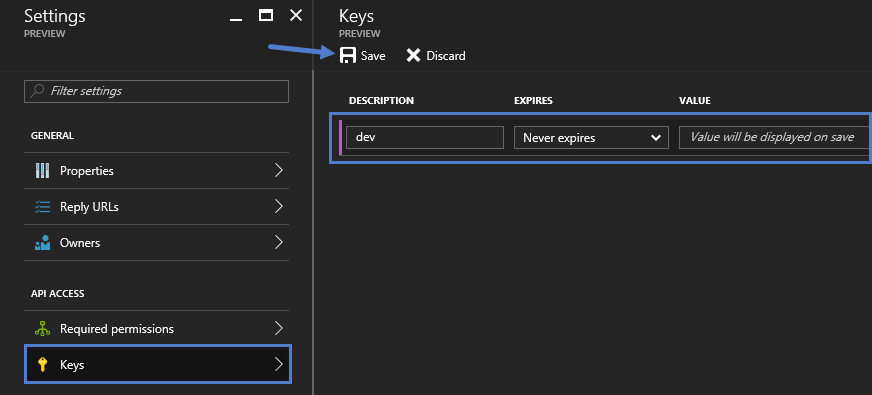 Settings
PREVIEW
Filter settings
GENERAL
Properties
Reply URLs
Owners
API ACCESS
Required permissions
Keys
Keys
PREVIEW
Save Discard
DESCRIPTION EXPIRES VALUE
dev Never expires Value will be displayed on save